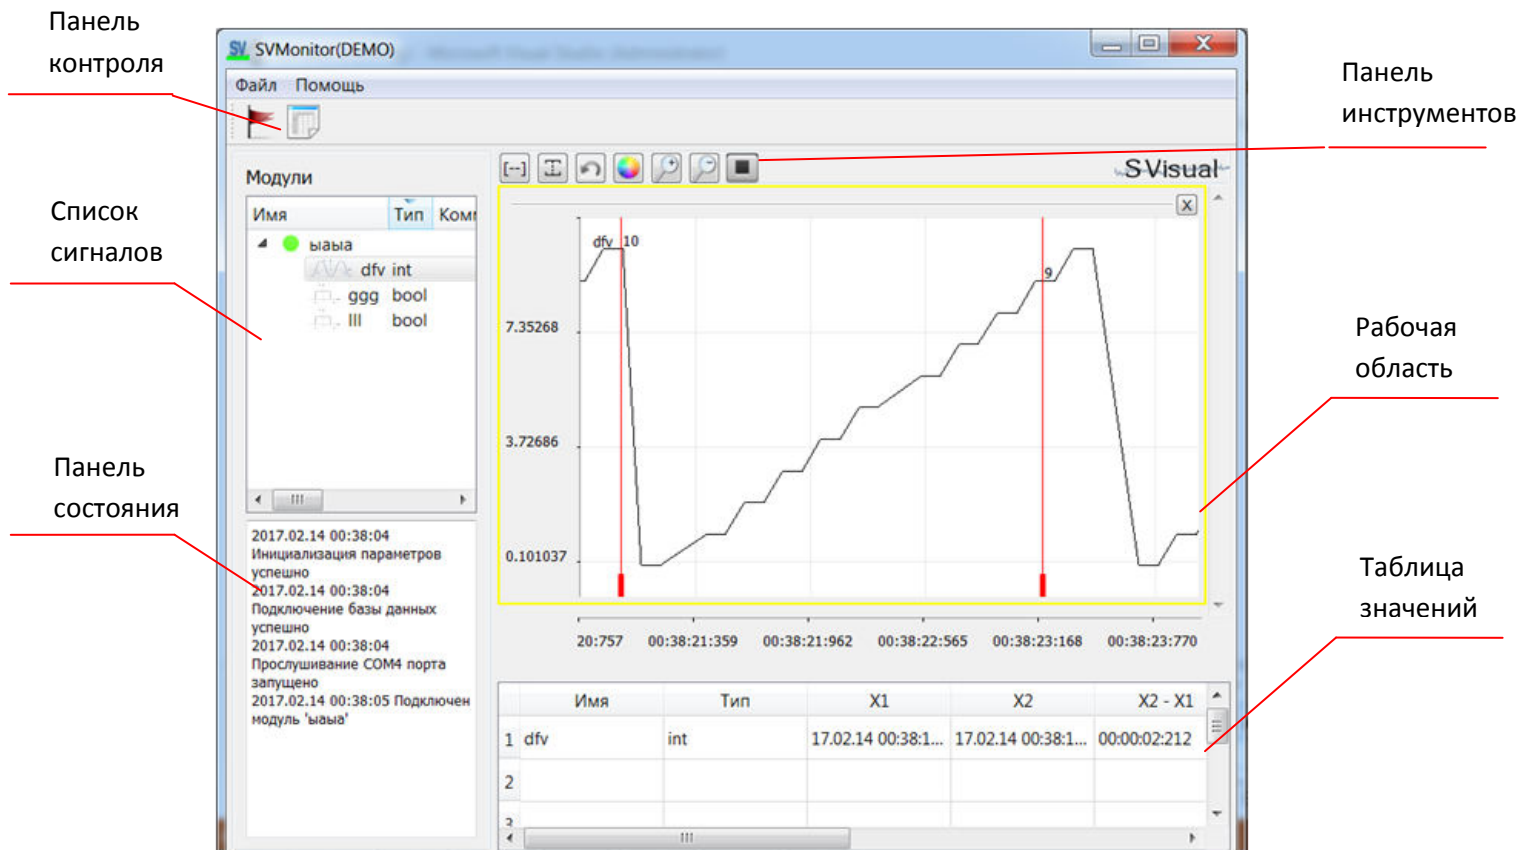 Панель
контроля
Список
сигналов
Панель
состояния
SV SVMonitor(DEMO)
Файл Помощь
Модули
Имя Тип Комм
ыаыа
dfv int
ggg bool
lll bool
2017.02.14 00:38:04
Инициализация параметров
успешно
2017.02.14 00:38:04
Подключение базы данных
успешно
2017.02.14 00:38:04
Прослушивание COM4 порта
запущено
2017.02.14 00:38:05 Подключен
модуль 'ыаыа'
[--]
SVisual
X
dfv 10
9
7.35268
3.72686
0.101037
20:757 00:38:21:359 00:38:21:962 00:38:22:565 00:38:23:168 00:38:23:770
Имя Тип X1 X2 X2 - X1
1 dfv int 17.02.14 00:38:1... 17.02.14 00:38:1... 00:00:02:212
2
3
Панель
инструментов
Рабочая
область
Таблица
значений